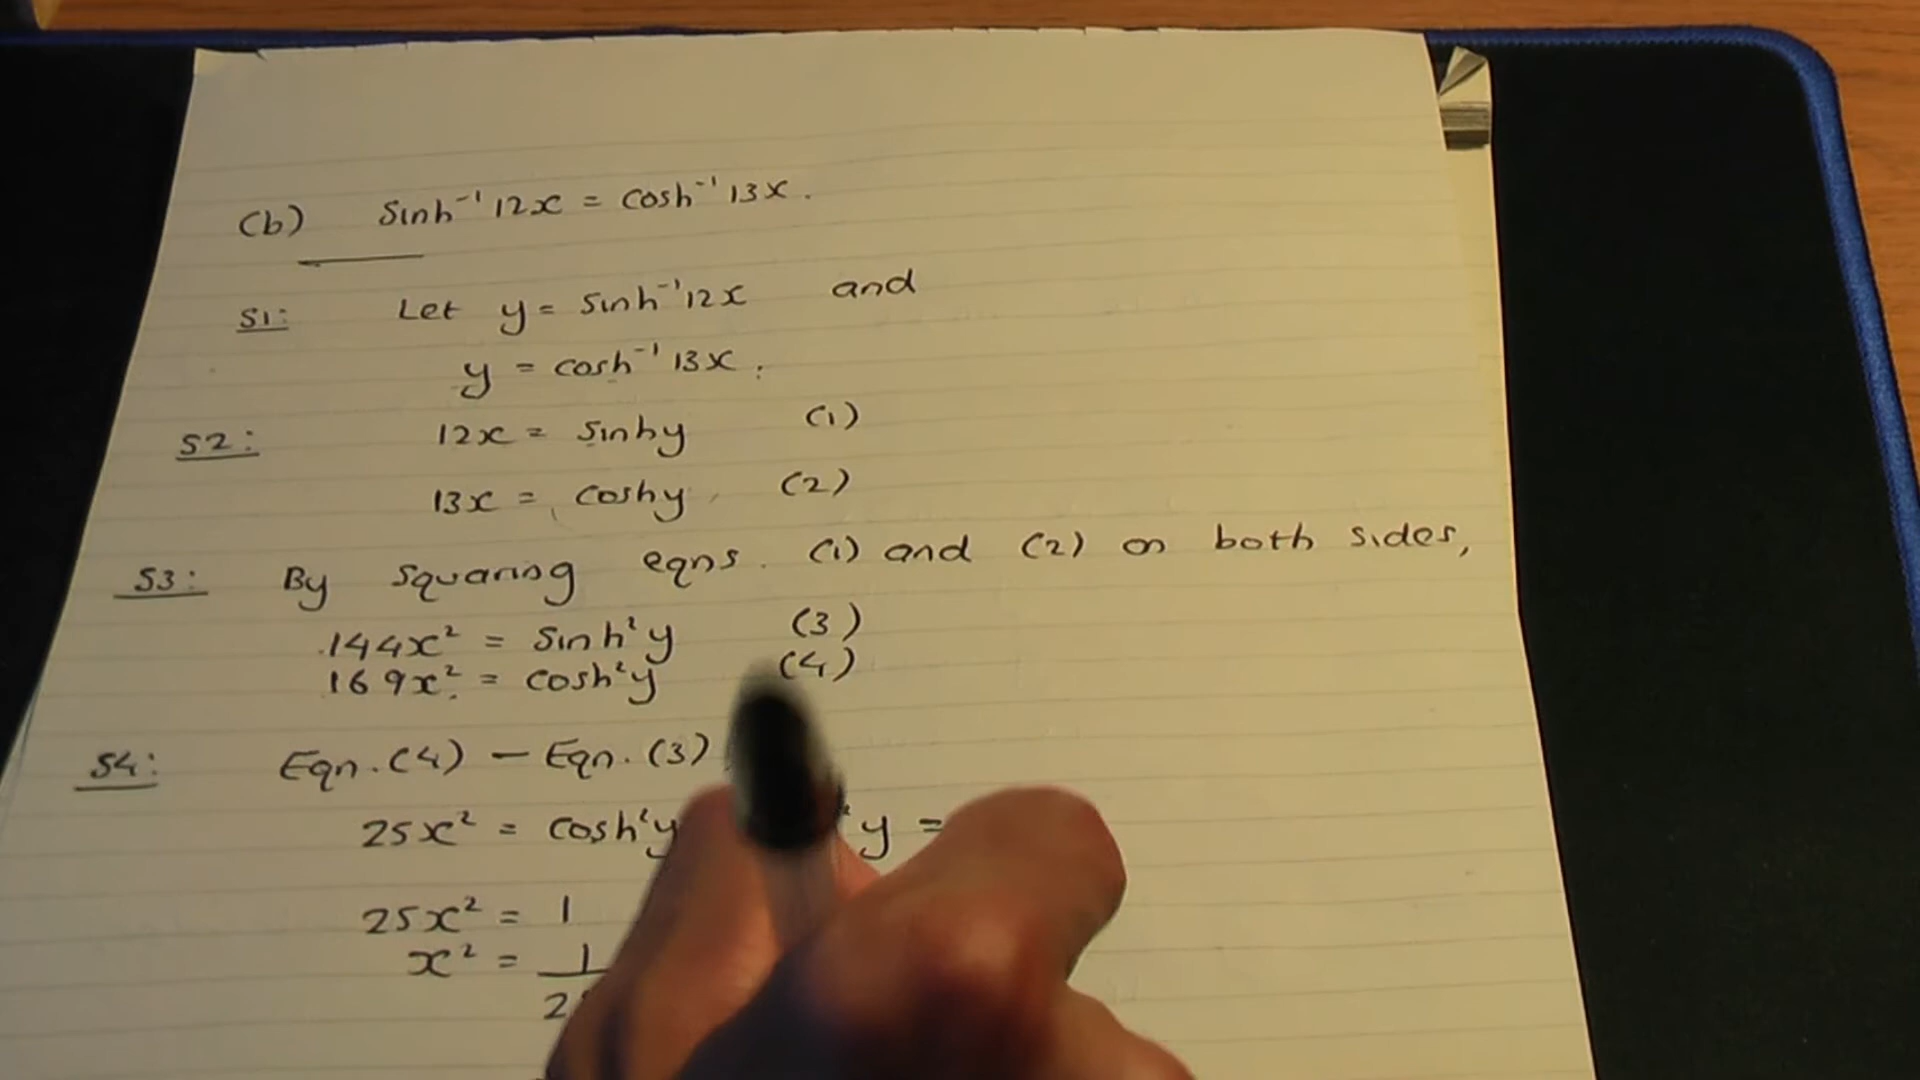 (b) Sinh⁻¹ 12x = cosh⁻¹ 13x.
S1: Let y = Sinh⁻¹ 12x and
y = cosh⁻¹ 13x.
S2: 12x = Sinhy (1)
13x = coshy (2)
S3: By squaring eqns. (1) and (2) on both sides,
144x² = Sinh²y (3)
169x² = cosh²y (4)
S4: Eqn.(4) – Eqn.(3)
25x² = cosh²y y =
25x² = 1
x² = 1
2